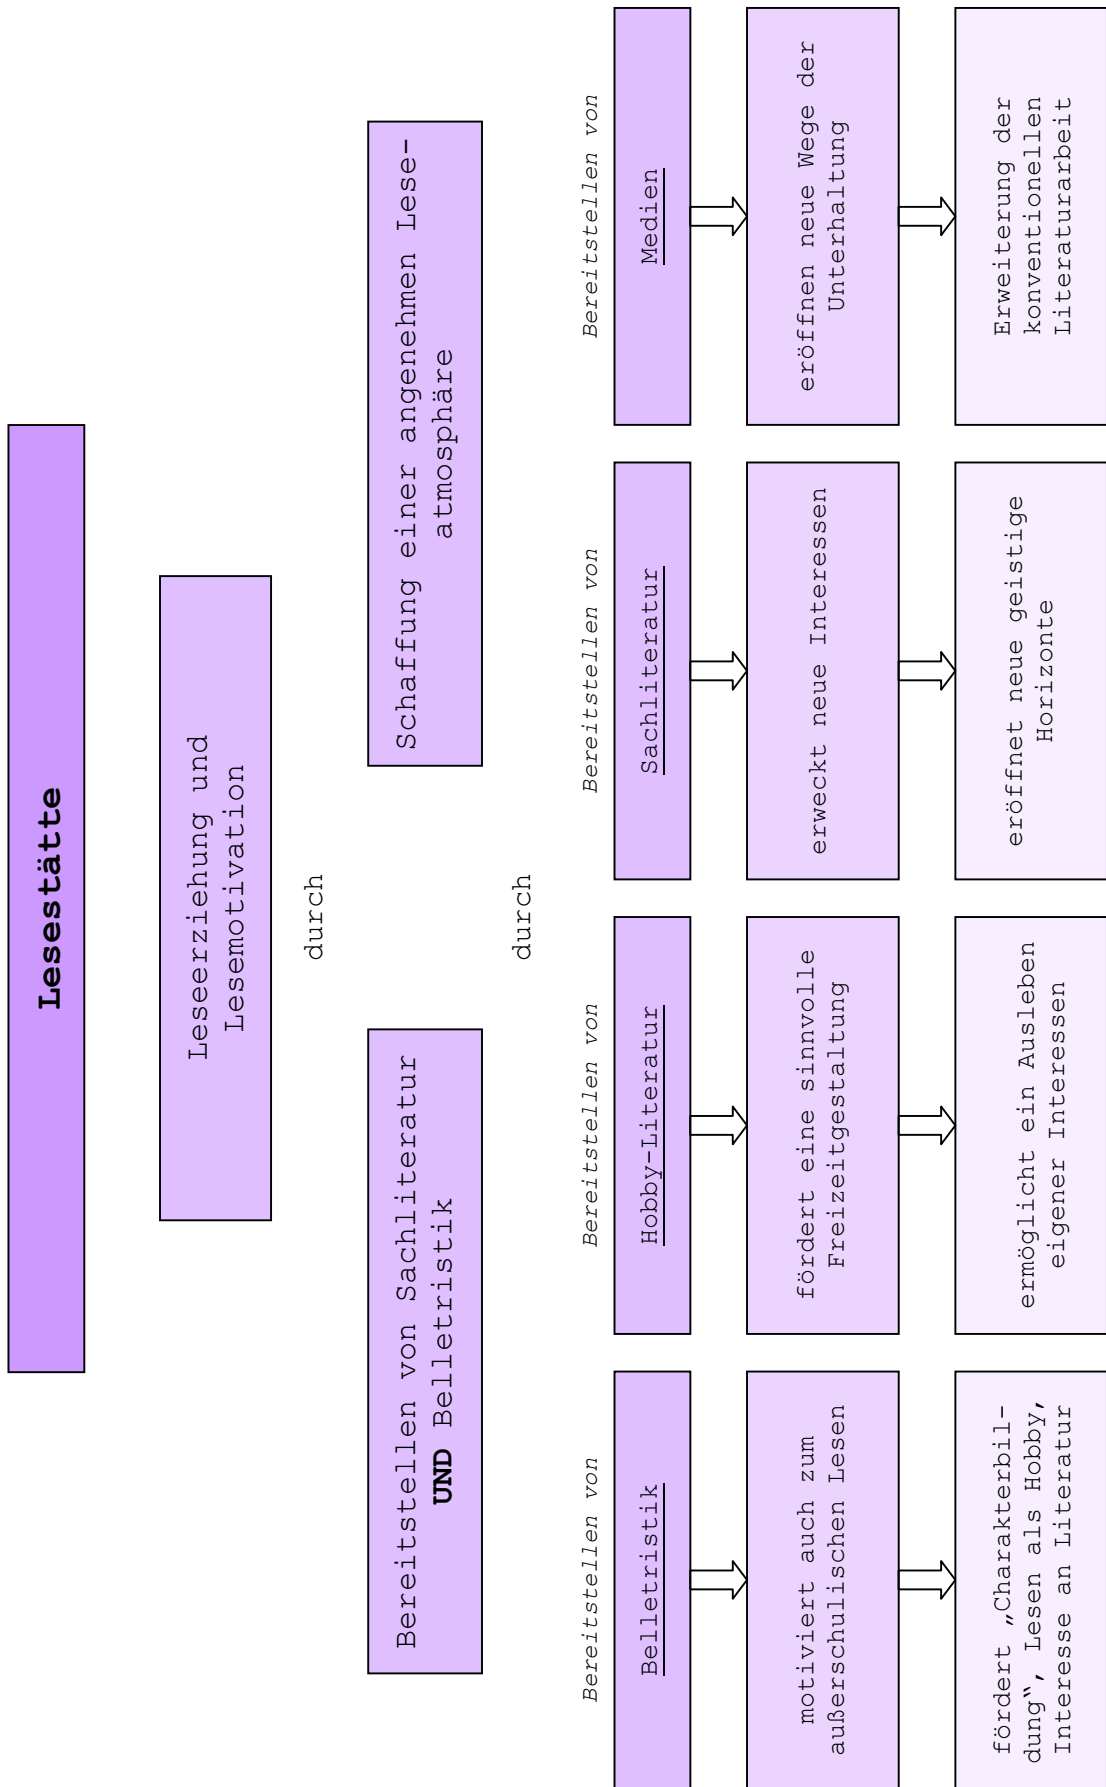 Lesestätte
Leseerziehung und
Lesemotivation
durch
Bereitstellen von Sachliteratur
UND Belletristik
Schaffung einer angenehmen Lese-
atmosphäre
durch
Bereitstellen von
Belletristik
motiviert auch zum
außerschulischen Lesen
fördert „Charakterbil-
dung“, Lesen als Hobby,
Interesse an Literatur
Bereitstellen von
Hobby-Literatur
fördert eine sinnvolle
Freizeitgestaltung
ermöglicht ein Ausleben
eigener Interessen
Bereitstellen von
Sachliteratur
erweckt neue Interessen
eröffnet neue geistige
Horizonte
Bereitstellen von
Medien
eröffnen neue Wege der
Unterhaltung
Erweiterung der
konventionellen
Literaturarbeit